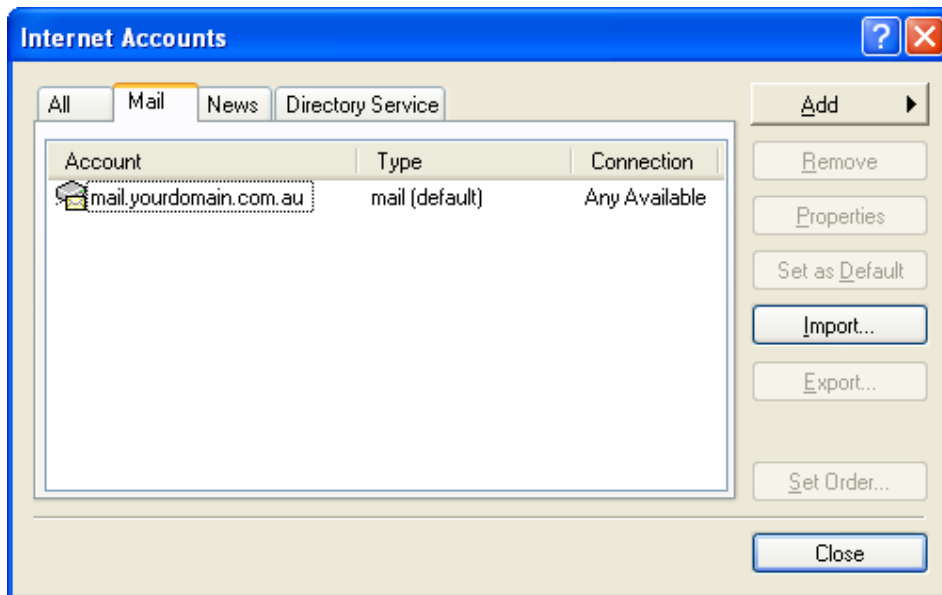 Internet Accounts
All Mail News Directory Service
Add
Account Type Connection
Remove
mail.yourdomain.com.au mail (default) Any Available
Properties
Set as Default
Import...
Export...
Set Order...
Close